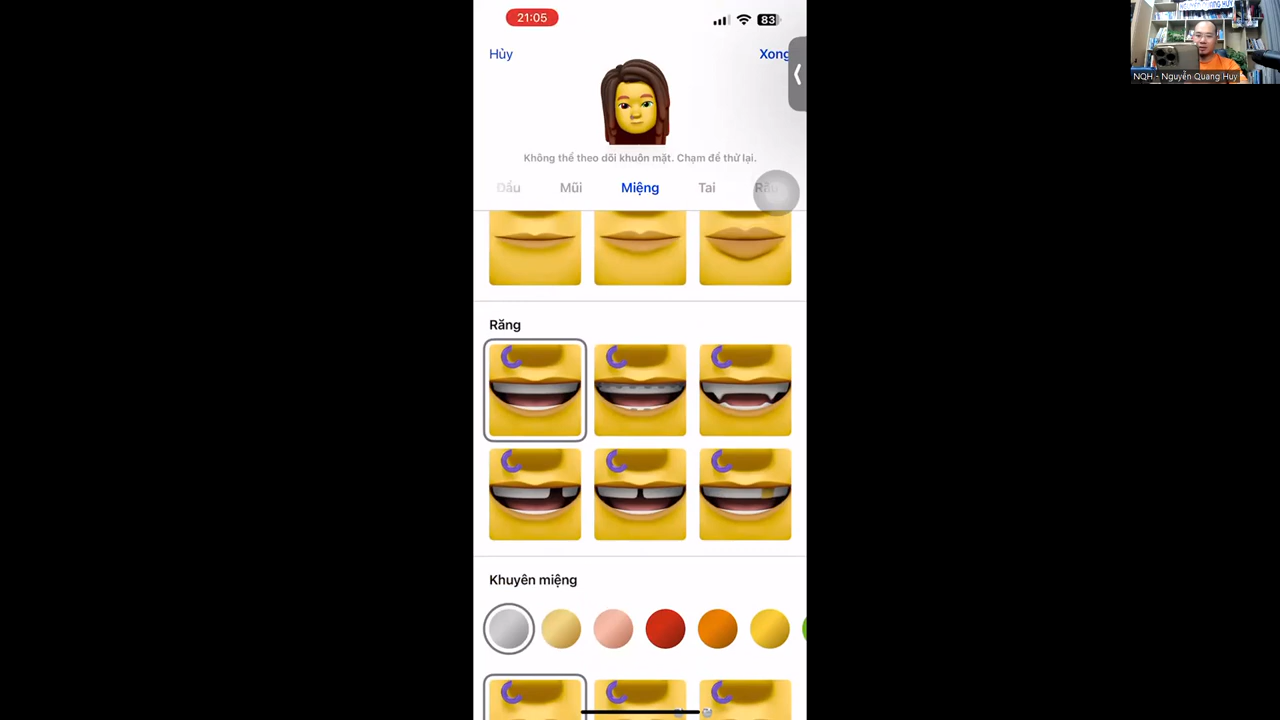 21:05
83
Hủy
Xong
Không thể theo dõi khuôn mặt. Chạm để thử lại.
Đầu
Mũi
Miệng
Tai
Răng
Khuyên miệng
NQH - Nguyễn Quang Huy